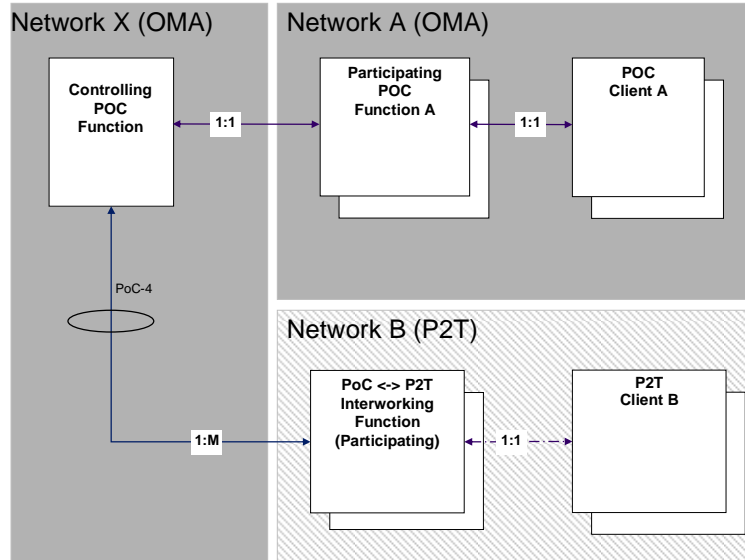 Network X (OMA)
Network A (OMA)
Controlling
POC
Function
1:1
Participating
POC
Function A
1:1
POC
Client A
PoC-4
Network B (P2T)
PoC <-> P2T
Interworking
Function
(Participating)
1:M
1:1
P2T
Client B